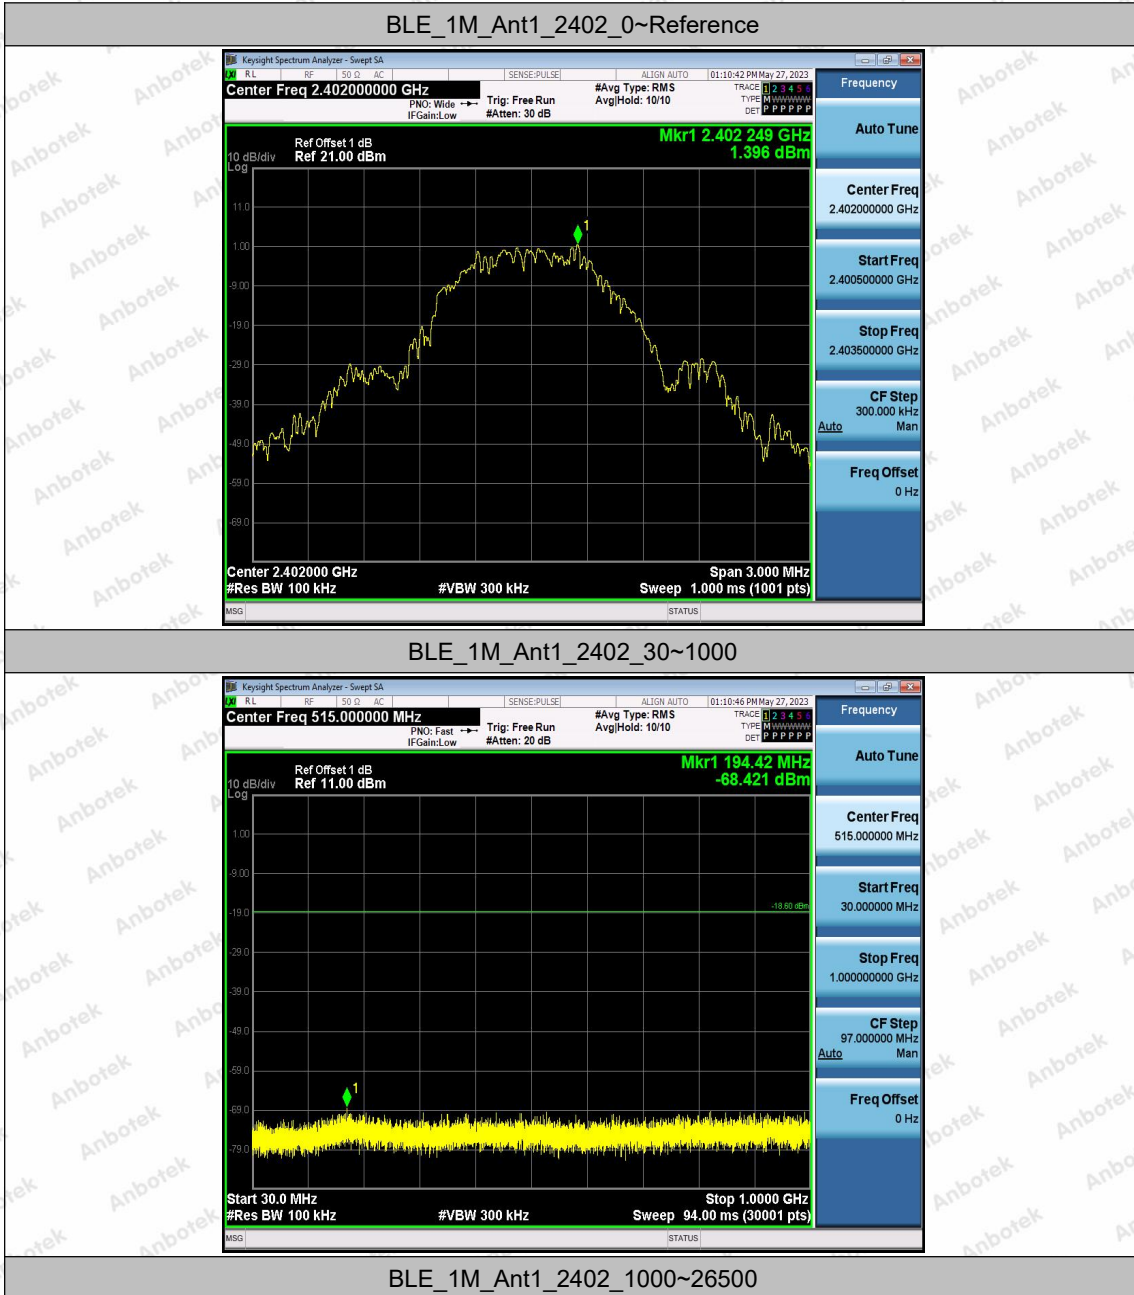 BLE_1M_Ant1_2402_0~Reference
Keysight Spectrum Analyzer - Swept SA
RL RF 50 Ω AC SENSE:PULSE ALIGN AUTO 01:10:42 PM May 27, 2023
Center Freq 2.402000000 GHz
PNO: Wide
IFGain:Low
Trig: Free Run
#Atten: 30 dB
#Avg Type: RMS
Avg|Hold: 10/10
TRACE 1 2 3 4 5 6
TYPE M WWWWW
DET P P P P P P
Frequency
Auto Tune
Center Freq
2.402000000 GHz
Start Freq
2.400500000 GHz
Stop Freq
2.403500000 GHz
CF Step
300.000 kHz
Auto Man
Freq Offset
0 Hz
Mkr1 2.402 249 GHz
1.396 dBm
Ref Offset 1 dB
10 dB/div Ref 21.00 dBm
Log
11.0
1
1.00
-9.00
-19.0
-29.0
-39.0
-49.0
-59.0
-69.0
Center 2.402000 GHz Span 3.000 MHz
#Res BW 100 kHz #VBW 300 kHz Sweep 1.000 ms (1001 pts)
MSG STATUS
BLE_1M_Ant1_2402_30~1000
Keysight Spectrum Analyzer - Swept SA
RL RF 50 Ω AC SENSE:PULSE ALIGN AUTO 01:10:46 PM May 27, 2023
Center Freq 515.000000 MHz
PNO: Fast
IFGain:Low
Trig: Free Run
#Atten: 20 dB
#Avg Type: RMS
Avg|Hold: 10/10
TRACE 1 2 3 4 5 6
TYPE M WWWWW
DET P P P P P P
Frequency
Auto Tune
Center Freq
515.000000 MHz
Start Freq
30.000000 MHz
Stop Freq
1.000000000 GHz
CF Step
97.000000 MHz
Auto Man
Freq Offset
0 Hz
Mkr1 194.42 MHz
-68.421 dBm
Ref Offset 1 dB
10 dB/div Ref 11.00 dBm
Log
1.00
-9.00
-18.60 dBm
-19.0
-29.0
-39.0
-49.0
-59.0
1
-69.0
-79.0
Start 30.0 MHz Stop 1.0000 GHz
#Res BW 100 kHz #VBW 300 kHz Sweep 94.00 ms (30001 pts)
MSG STATUS
BLE_1M_Ant1_2402_1000~26500
Anbotek